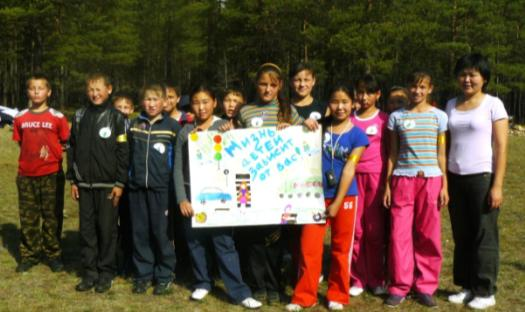 BRUCE LEE
Жизнь
детей
зависит
от вас!